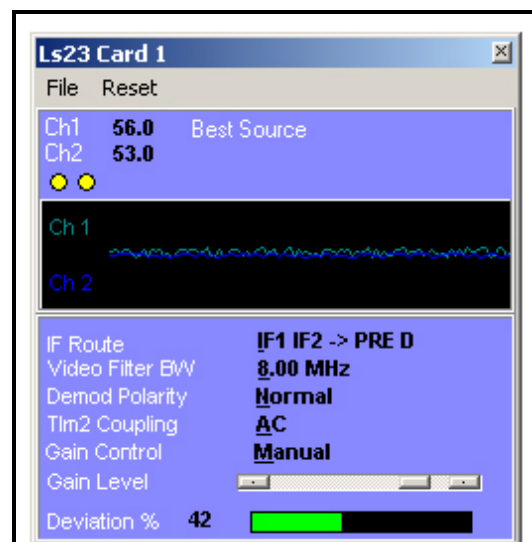 Ls23 Card 1
File Reset
Ch1 56.0 Best Source
Ch2 53.0
Ch 1
Ch 2
IF Route IF1 IF2 -> PRE D
Video Filter BW 8.00 MHz
Demod Polarity Normal
Tlm2 Coupling AC
Gain Control Manual
Gain Level
Deviation % 42